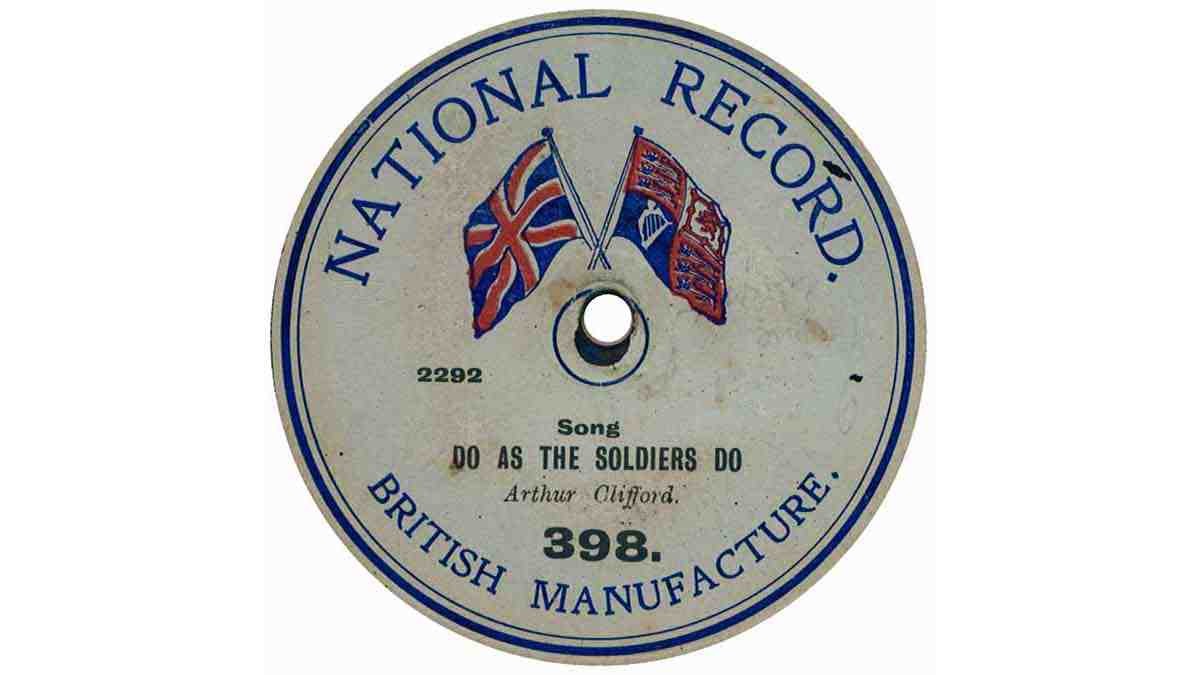 NATIONAL RECORD.
2292
Song
DO AS THE SOLDIERS DO
Arthur Clifford.
398.
BRITISH MANUFACTURE.